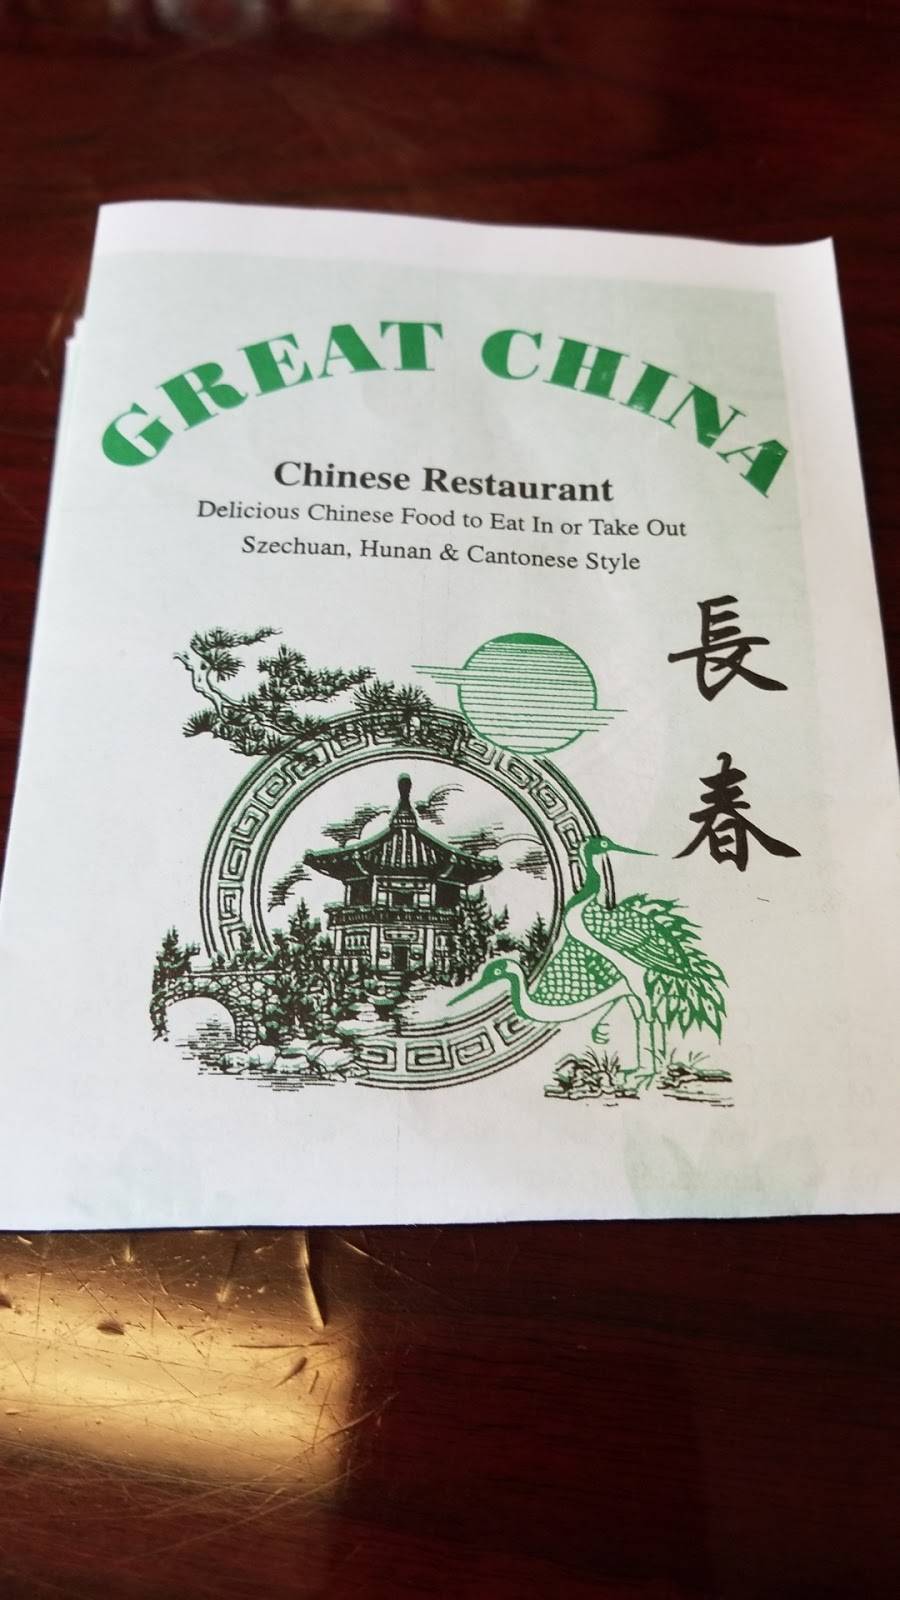 GREAT CHINA
Chinese Restaurant
Delicious Chinese Food to Eat In or Take Out
Szechuan, Hunan & Cantonese Style
長春